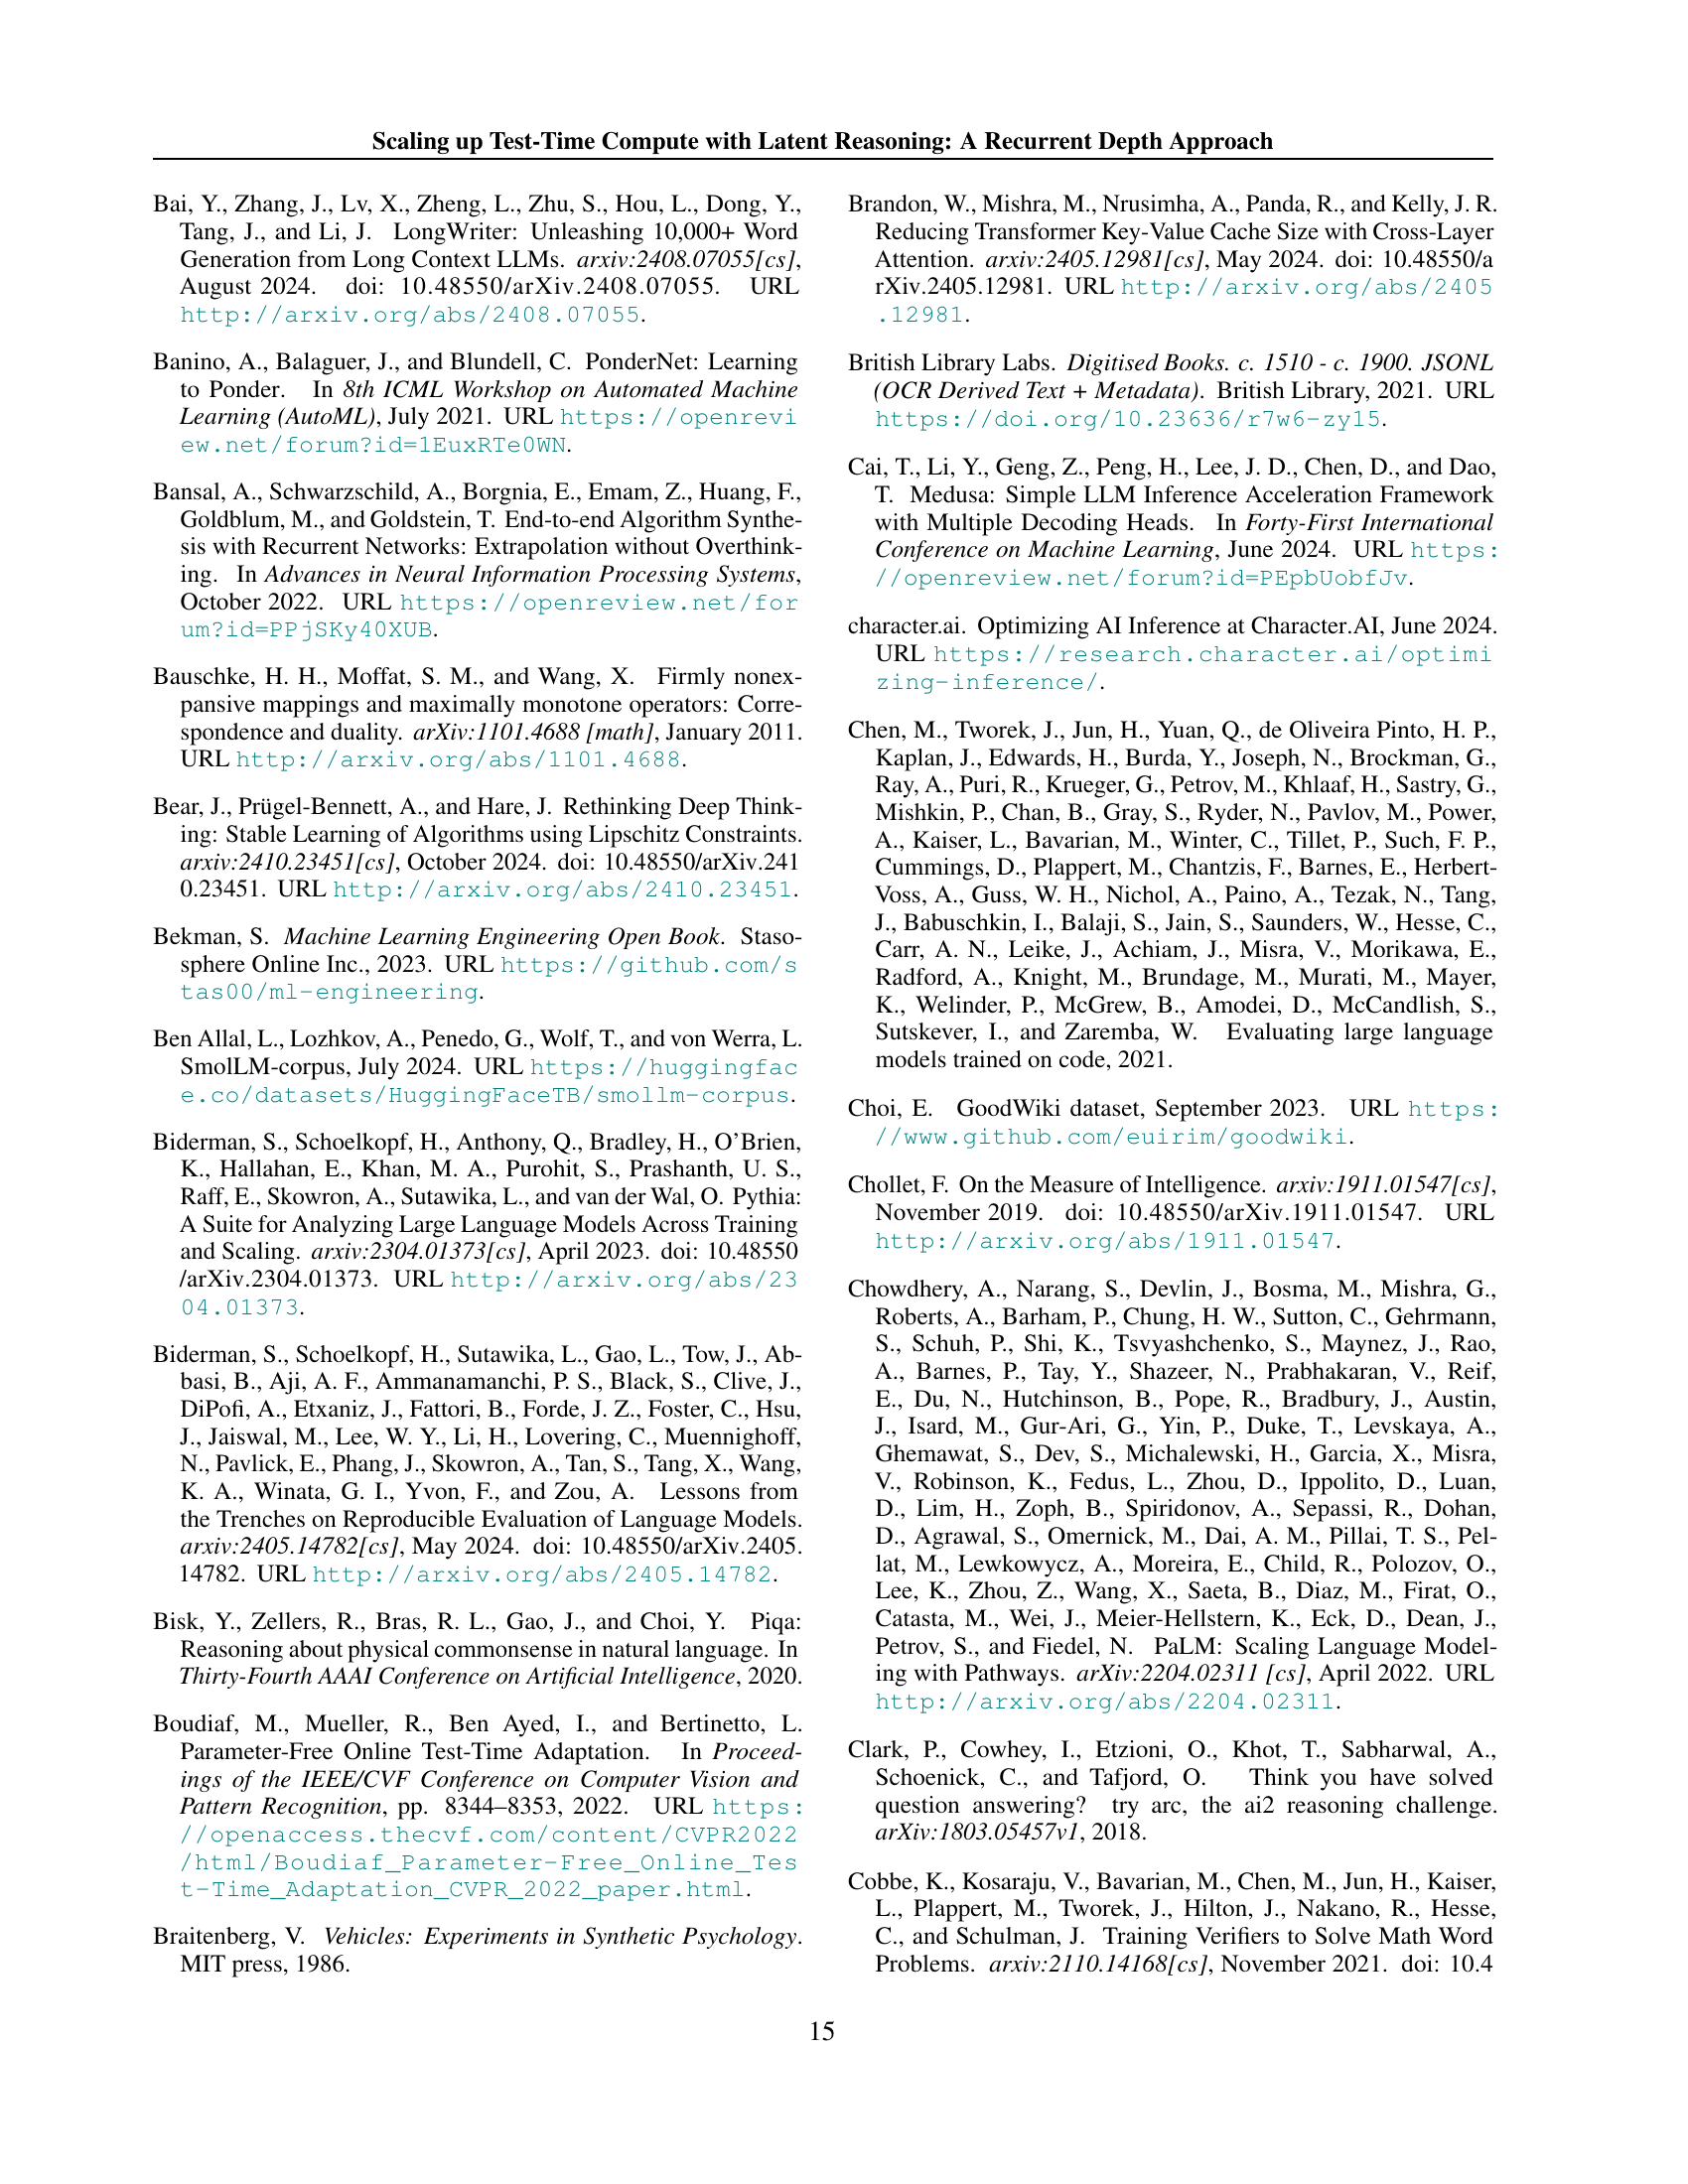 Scaling up Test-Time Compute with Latent Reasoning: A Recurrent Depth Approach
Bai, Y., Zhang, J., Lv, X., Zheng, L., Zhu, S., Hou, L., Dong, Y.,
Tang, J., and Li, J. LongWriter: Unleashing 10,000+ Word
Generation from Long Context LLMs. arxiv:2408.07055[cs],
August 2024. doi: 10.48550/arXiv.2408.07055. URL
http://arxiv.org/abs/2408.07055.
Banino, A., Balaguer, J., and Blundell, C. PonderNet: Learning
to Ponder. In 8th ICML Workshop on Automated Machine
Learning (AutoML), July 2021. URL https://openrevi
ew.net/forum?id=1EuxRTe0WN.
Bansal, A., Schwarzschild, A., Borgnia, E., Emam, Z., Huang, F.,
Goldblum, M., and Goldstein, T. End-to-end Algorithm Synthe-
sis with Recurrent Networks: Extrapolation without Overthink-
ing. In Advances in Neural Information Processing Systems,
October 2022. URL https://openreview.net/for
um?id=PPjSKy40XUB.
Bauschke, H. H., Moffat, S. M., and Wang, X. Firmly nonex-
pansive mappings and maximally monotone operators: Corre-
spondence and duality. arXiv:1101.4688 [math], January 2011.
URL http://arxiv.org/abs/1101.4688.
Bear, J., Prügel-Bennett, A., and Hare, J. Rethinking Deep Think-
ing: Stable Learning of Algorithms using Lipschitz Constraints.
arxiv:2410.23451[cs], October 2024. doi: 10.48550/arXiv.241
0.23451. URL http://arxiv.org/abs/2410.23451.
Bekman, S. Machine Learning Engineering Open Book. Staso-
sphere Online Inc., 2023. URL https://github.com/s
tas00/ml-engineering.
Ben Allal, L., Lozhkov, A., Penedo, G., Wolf, T., and von Werra, L.
SmolLM-corpus, July 2024. URL https://huggingfac
e.co/datasets/HuggingFaceTB/smollm-corpus.
Biderman, S., Schoelkopf, H., Anthony, Q., Bradley, H., O'Brien,
K., Hallahan, E., Khan, M. A., Purohit, S., Prashanth, U. S.,
Raff, E., Skowron, A., Sutawika, L., and van der Wal, O. Pythia:
A Suite for Analyzing Large Language Models Across Training
and Scaling. arxiv:2304.01373[cs], April 2023. doi: 10.48550
/arXiv.2304.01373. URL http://arxiv.org/abs/23
04.01373.
Biderman, S., Schoelkopf, H., Sutawika, L., Gao, L., Tow, J., Ab-
basi, B., Aji, A. F., Ammanamanchi, P. S., Black, S., Clive, J.,
DiPofi, A., Etxaniz, J., Fattori, B., Forde, J. Z., Foster, C., Hsu,
J., Jaiswal, M., Lee, W. Y., Li, H., Lovering, C., Muennighoff,
N., Pavlick, E., Phang, J., Skowron, A., Tan, S., Tang, X., Wang,
K. A., Winata, G. I., Yvon, F., and Zou, A. Lessons from
the Trenches on Reproducible Evaluation of Language Models.
arxiv:2405.14782[cs], May 2024. doi: 10.48550/arXiv.2405.
14782. URL http://arxiv.org/abs/2405.14782.
Bisk, Y., Zellers, R., Bras, R. L., Gao, J., and Choi, Y. Piqa:
Reasoning about physical commonsense in natural language. In
Thirty-Fourth AAAI Conference on Artificial Intelligence, 2020.
Boudiaf, M., Mueller, R., Ben Ayed, I., and Bertinetto, L.
Parameter-Free Online Test-Time Adaptation. In Proceed-
ings of the IEEE/CVF Conference on Computer Vision and
Pattern Recognition, pp. 8344–8353, 2022. URL https:
//openaccess.thecvf.com/content/CVPR2022
/html/Boudiaf_Parameter-Free_Online_Tes
t-Time_Adaptation_CVPR_2022_paper.html.
Braitenberg, V. Vehicles: Experiments in Synthetic Psychology.
MIT press, 1986.
Brandon, W., Mishra, M., Nrusimha, A., Panda, R., and Kelly, J. R.
Reducing Transformer Key-Value Cache Size with Cross-Layer
Attention. arxiv:2405.12981[cs], May 2024. doi: 10.48550/a
rXiv.2405.12981. URL http://arxiv.org/abs/2405
.12981.
British Library Labs. Digitised Books. c. 1510 - c. 1900. JSONL
(OCR Derived Text + Metadata). British Library, 2021. URL
https://doi.org/10.23636/r7w6-zy15.
Cai, T., Li, Y., Geng, Z., Peng, H., Lee, J. D., Chen, D., and Dao,
T. Medusa: Simple LLM Inference Acceleration Framework
with Multiple Decoding Heads. In Forty-First International
Conference on Machine Learning, June 2024. URL https:
//openreview.net/forum?id=PEpbUobfJv.
character.ai. Optimizing AI Inference at Character.AI, June 2024.
URL https://research.character.ai/optimi
zing-inference/.
Chen, M., Tworek, J., Jun, H., Yuan, Q., de Oliveira Pinto, H. P.,
Kaplan, J., Edwards, H., Burda, Y., Joseph, N., Brockman, G.,
Ray, A., Puri, R., Krueger, G., Petrov, M., Khlaaf, H., Sastry, G.,
Mishkin, P., Chan, B., Gray, S., Ryder, N., Pavlov, M., Power,
A., Kaiser, L., Bavarian, M., Winter, C., Tillet, P., Such, F. P.,
Cummings, D., Plappert, M., Chantzis, F., Barnes, E., Herbert-
Voss, A., Guss, W. H., Nichol, A., Paino, A., Tezak, N., Tang,
J., Babuschkin, I., Balaji, S., Jain, S., Saunders, W., Hesse, C.,
Carr, A. N., Leike, J., Achiam, J., Misra, V., Morikawa, E.,
Radford, A., Knight, M., Brundage, M., Murati, M., Mayer,
K., Welinder, P., McGrew, B., Amodei, D., McCandlish, S.,
Sutskever, I., and Zaremba, W. Evaluating large language
models trained on code, 2021.
Choi, E. GoodWiki dataset, September 2023. URL https:
//www.github.com/euirim/goodwiki.
Chollet, F. On the Measure of Intelligence. arxiv:1911.01547[cs],
November 2019. doi: 10.48550/arXiv.1911.01547. URL
http://arxiv.org/abs/1911.01547.
Chowdhery, A., Narang, S., Devlin, J., Bosma, M., Mishra, G.,
Roberts, A., Barham, P., Chung, H. W., Sutton, C., Gehrmann,
S., Schuh, P., Shi, K., Tsvyashchenko, S., Maynez, J., Rao,
A., Barnes, P., Tay, Y., Shazeer, N., Prabhakaran, V., Reif,
E., Du, N., Hutchinson, B., Pope, R., Bradbury, J., Austin,
J., Isard, M., Gur-Ari, G., Yin, P., Duke, T., Levskaya, A.,
Ghemawat, S., Dev, S., Michalewski, H., Garcia, X., Misra,
V., Robinson, K., Fedus, L., Zhou, D., Ippolito, D., Luan,
D., Lim, H., Zoph, B., Spiridonov, A., Sepassi, R., Dohan,
D., Agrawal, S., Omernick, M., Dai, A. M., Pillai, T. S., Pel-
lat, M., Lewkowycz, A., Moreira, E., Child, R., Polozov, O.,
Lee, K., Zhou, Z., Wang, X., Saeta, B., Diaz, M., Firat, O.,
Catasta, M., Wei, J., Meier-Hellstern, K., Eck, D., Dean, J.,
Petrov, S., and Fiedel, N. PaLM: Scaling Language Model-
ing with Pathways. arXiv:2204.02311 [cs], April 2022. URL
http://arxiv.org/abs/2204.02311.
Clark, P., Cowhey, I., Etzioni, O., Khot, T., Sabharwal, A.,
Schoenick, C., and Tafjord, O. Think you have solved
question answering? try arc, the ai2 reasoning challenge.
arXiv:1803.05457v1, 2018.
Cobbe, K., Kosaraju, V., Bavarian, M., Chen, M., Jun, H., Kaiser,
L., Plappert, M., Tworek, J., Hilton, J., Nakano, R., Hesse,
C., and Schulman, J. Training Verifiers to Solve Math Word
Problems. arxiv:2110.14168[cs], November 2021. doi: 10.4
15